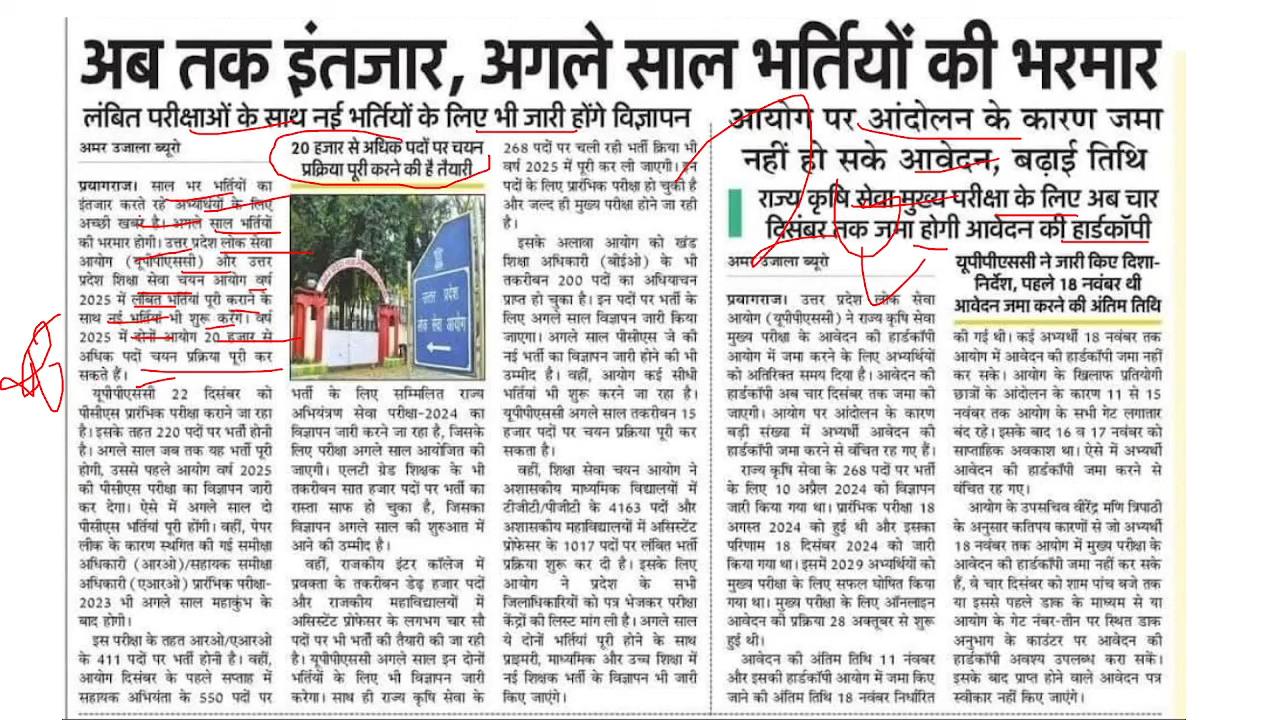 अब तक इंतजार, अगले साल भर्तियों की भरमार
लंबित परीक्षाओं के साथ नई भर्तियों के लिए भी जारी होंगे विज्ञापन
अमर उजाला ब्यूरो
प्रयागराज। साल भर भर्तियों का
इंतजार करते रहे अभ्यर्थियों के लिए
अच्छी खबर है। अगले साल भर्तियों
की भरमार होगी। उत्तर प्रदेश लोक सेवा
आयोग (यूपीपीएससी) और उत्तर
प्रदेश शिक्षा सेवा चयन आयोग वर्ष
2025 में लंबित भर्तियां पूरी कराने के
साथ नई भर्तियां भी शुरू करेंगे। वर्ष
2025 में दोनों आयोग 20 हजार से
अधिक पदों चयन प्रक्रिया पूरी कर
सकते हैं।
यूपीपीएससी 22 दिसंबर को
पीसीएस प्रारंभिक परीक्षा कराने जा रहा
है। इसके तहत 220 पदों पर भर्ती होनी
है। अगले साल जब तक यह भर्ती पूरी
होगी, उससे पहले आयोग वर्ष 2025
की पीसीएस परीक्षा का विज्ञापन जारी
कर देगा। ऐसे में अगले साल दो
पीसीएस भर्तियां पूरी होंगी। वहीं, पेपर
लीक के कारण स्थगित की गई समीक्षा
अधिकारी (आरओ)/सहायक समीक्षा
अधिकारी (एआरओ) प्रारंभिक परीक्षा-
2023 भी अगले साल महाकुंभ के
बाद होगी।
इस परीक्षा के तहत आरओ/एआरओ
के 411 पदों पर भर्ती होनी है। वहीं,
आयोग दिसंबर के पहले सप्ताह में
सहायक अभियंता के 550 पदों पर
20 हजार से अधिक पदों पर चयन
प्रक्रिया पूरी करने की है तैयारी
उत्तर प्रदेश
लोक सेवा आयोग
भर्ती के लिए सम्मिलित राज्य
अभियंत्रण सेवा परीक्षा-2024 का
विज्ञापन जारी करने जा रहा है, जिसके
लिए परीक्षा अगले साल आयोजित की
जाएगी। एलटी ग्रेड शिक्षक के भी
तकरीबन सात हजार पदों पर भर्ती का
रास्ता साफ हो चुका है, जिसका
विज्ञापन अगले साल की शुरुआत में
आने की उम्मीद है।
वहीं, राजकीय इंटर कॉलेज में
प्रवक्ता के तकरीबन डेढ़ हजार पदों
और राजकीय महाविद्यालयों में
असिस्टेंट प्रोफेसर के लगभग चार सौ
पदों पर भी भर्ती की तैयारी की जा रही
है। यूपीपीएससी अगले साल इन दोनों
भर्तियों के लिए भी विज्ञापन जारी
करेगा। साथ ही राज्य कृषि सेवा के
268 पदों पर चल रही भर्ती क्रिया भी
वर्ष 2025 में पूरी कर ली जाएगी। इन
पदों के लिए प्रारंभिक परीक्षा हो चुकी है
और जल्द ही मुख्य परीक्षा होने जा रही
है।
इसके अलावा आयोग को खंड
शिक्षा अधिकारी (बीईओ) के भी
तकरीबन 200 पदों का अधियाचन
प्राप्त हो चुका है। इन पदों पर भर्ती के
लिए अगले साल विज्ञापन जारी किया
जाएगा। अगले साल पीसीएस जे की
नई भर्ती का विज्ञापन जारी होने की भी
उम्मीद है। वहीं, आयोग कई सीधी
भर्तियां भी शुरू करने जा रहा है।
यूपीपीएससी अगले साल तकरीबन 15
हजार पदों पर चयन प्रक्रिया पूरी कर
सकता है।
वहीं, शिक्षा सेवा चयन आयोग ने
अशासकीय माध्यमिक विद्यालयों में
टीजीटी/पीजीटी के 4163 पदों और
अशासकीय महाविद्यालयों में असिस्टेंट
प्रोफेसर के 1017 पदों पर लंबित भर्ती
प्रक्रिया शुरू कर दी है। इसके लिए
आयोग ने प्रदेश के सभी
जिलाधिकारियों को पत्र भेजकर परीक्षा
केंद्रों की लिस्ट मांग ली है। अगले साल
ये दोनों भर्तियां पूरी होने के साथ
प्राइमरी, माध्यमिक और उच्च शिक्षा में
नई शिक्षक भर्ती के विज्ञापन भी जारी
किए जाएंगे।
आयोग पर आंदोलन के कारण जमा
नहीं हो सके आवेदन, बढ़ाई तिथि
राज्य कृषि सेवा मुख्य परीक्षा के लिए अब चार
दिसंबर तक जमा होगी आवेदन की हार्डकॉपी
अमर उजाला ब्यूरो
प्रयागराज। उत्तर प्रदेश लोक सेवा
आयोग (यूपीपीएससी) ने राज्य कृषि सेवा
मुख्य परीक्षा के आवेदन की हार्डकॉपी
आयोग में जमा करने के लिए अभ्यर्थियों
को अतिरिक्त समय दिया है। आवेदन की
हार्डकॉपी अब चार दिसंबर तक जमा की
जाएगी। आयोग पर आंदोलन के कारण
बड़ी संख्या में अभ्यर्थी आवेदन की
हार्डकॉपी जमा करने से वंचित रह गए हैं।
राज्य कृषि सेवा के 268 पदों पर भर्ती
के लिए 10 अप्रैल 2024 को विज्ञापन
जारी किया गया था। प्रारंभिक परीक्षा 18
अगस्त 2024 को हुई थी और इसका
परिणाम 18 दिसंबर 2024 को जारी
किया गया था। इसमें 2029 अभ्यर्थियों को
मुख्य परीक्षा के लिए सफल घोषित किया
गया था। मुख्य परीक्षा के लिए ऑनलाइन
आवेदन की प्रक्रिया 28 अक्तूबर से शुरू
हुई थी।
आवेदन की अंतिम तिथि 11 नवंबर
और इसकी हार्डकॉपी आयोग में जमा किए
जाने की अंतिम तिथि 18 नवंबर निर्धारित
यूपीपीएससी ने जारी किए दिशा-
निर्देश, पहले 18 नवंबर थी
आवेदन जमा करने की अंतिम तिथि
की गई थी। कई अभ्यर्थी 18 नवंबर तक
आयोग में आवेदन की हार्डकॉपी जमा नहीं
कर सके। आयोग के खिलाफ प्रतियोगी
छात्रों के आंदोलन के कारण 11 से 15
नवंबर तक आयोग के सभी गेट लगातार
बंद रहे। इसके बाद 16 व 17 नवंबर को
साप्ताहिक अवकाश था। ऐसे में अभ्यर्थी
आवेदन की हार्डकॉपी जमा करने से
वंचित रह गए।
आयोग के उपसचिव वीरेंद्र मणि त्रिपाठी
के अनुसार कतिपय कारणों से जो अभ्यर्थी
18 नवंबर तक आयोग में मुख्य परीक्षा के
आवेदन की हार्डकॉपी जमा नहीं कर सके
हैं, वे चार दिसंबर को शाम पांच बजे तक
या इससे पहले डाक के माध्यम से या
आयोग के गेट नंबर-तीन पर स्थित डाक
अनुभाग के काउंटर पर आवेदन की
हार्डकॉपी अवश्य उपलब्ध करा सकें।
इसके बाद प्राप्त होने वाले आवेदन पत्र
स्वीकार नहीं किए जाएंगे।